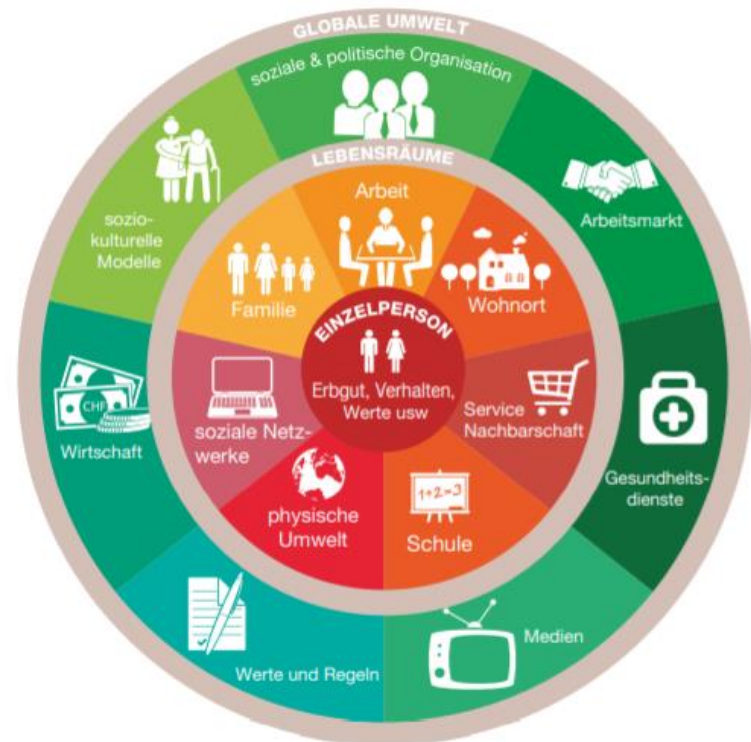 GLOBALE UMWELT
soziale & politische Organisation
Arbeitsmarkt
Gesundheits-
dienste
Medien
Werte und Regeln
CHF
Wirtschaft
sozio-
kulturelle
Modelle
LEBENSRÄUME
Arbeit
Wohnort
Service
Nachbarschaft
1+2=3
Schule
physische
Umwelt
soziale Netz-
werke
Familie
EINZELPERSON
Erbgut, Verhalten,
Werte usw